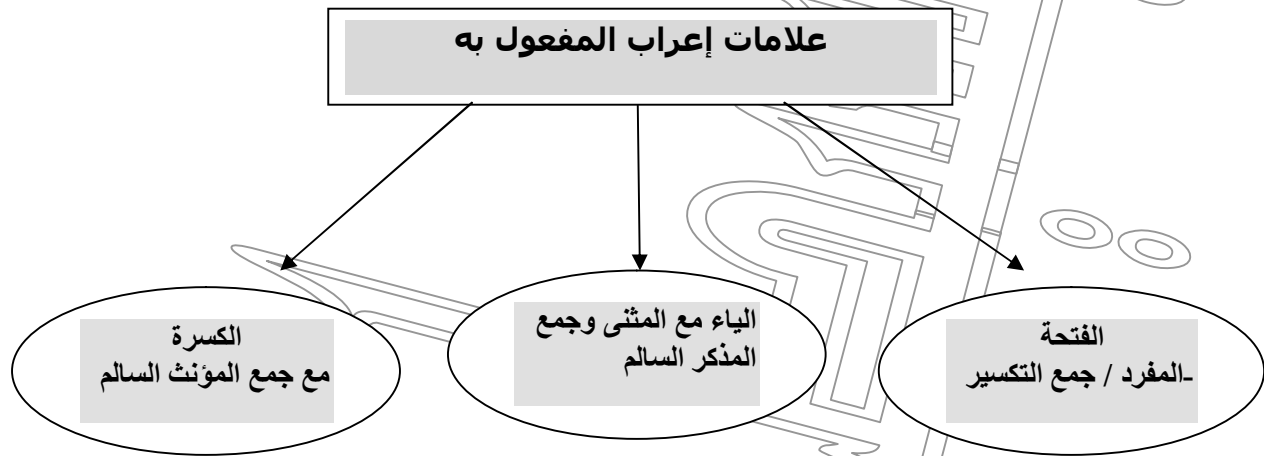 علامات إعراب المفعول به
الفتحة
-المفرد / جمع التكسير
الياء مع المثنى وجمع
المذكر السالم
الكسرة
مع جمع المؤنث السالم